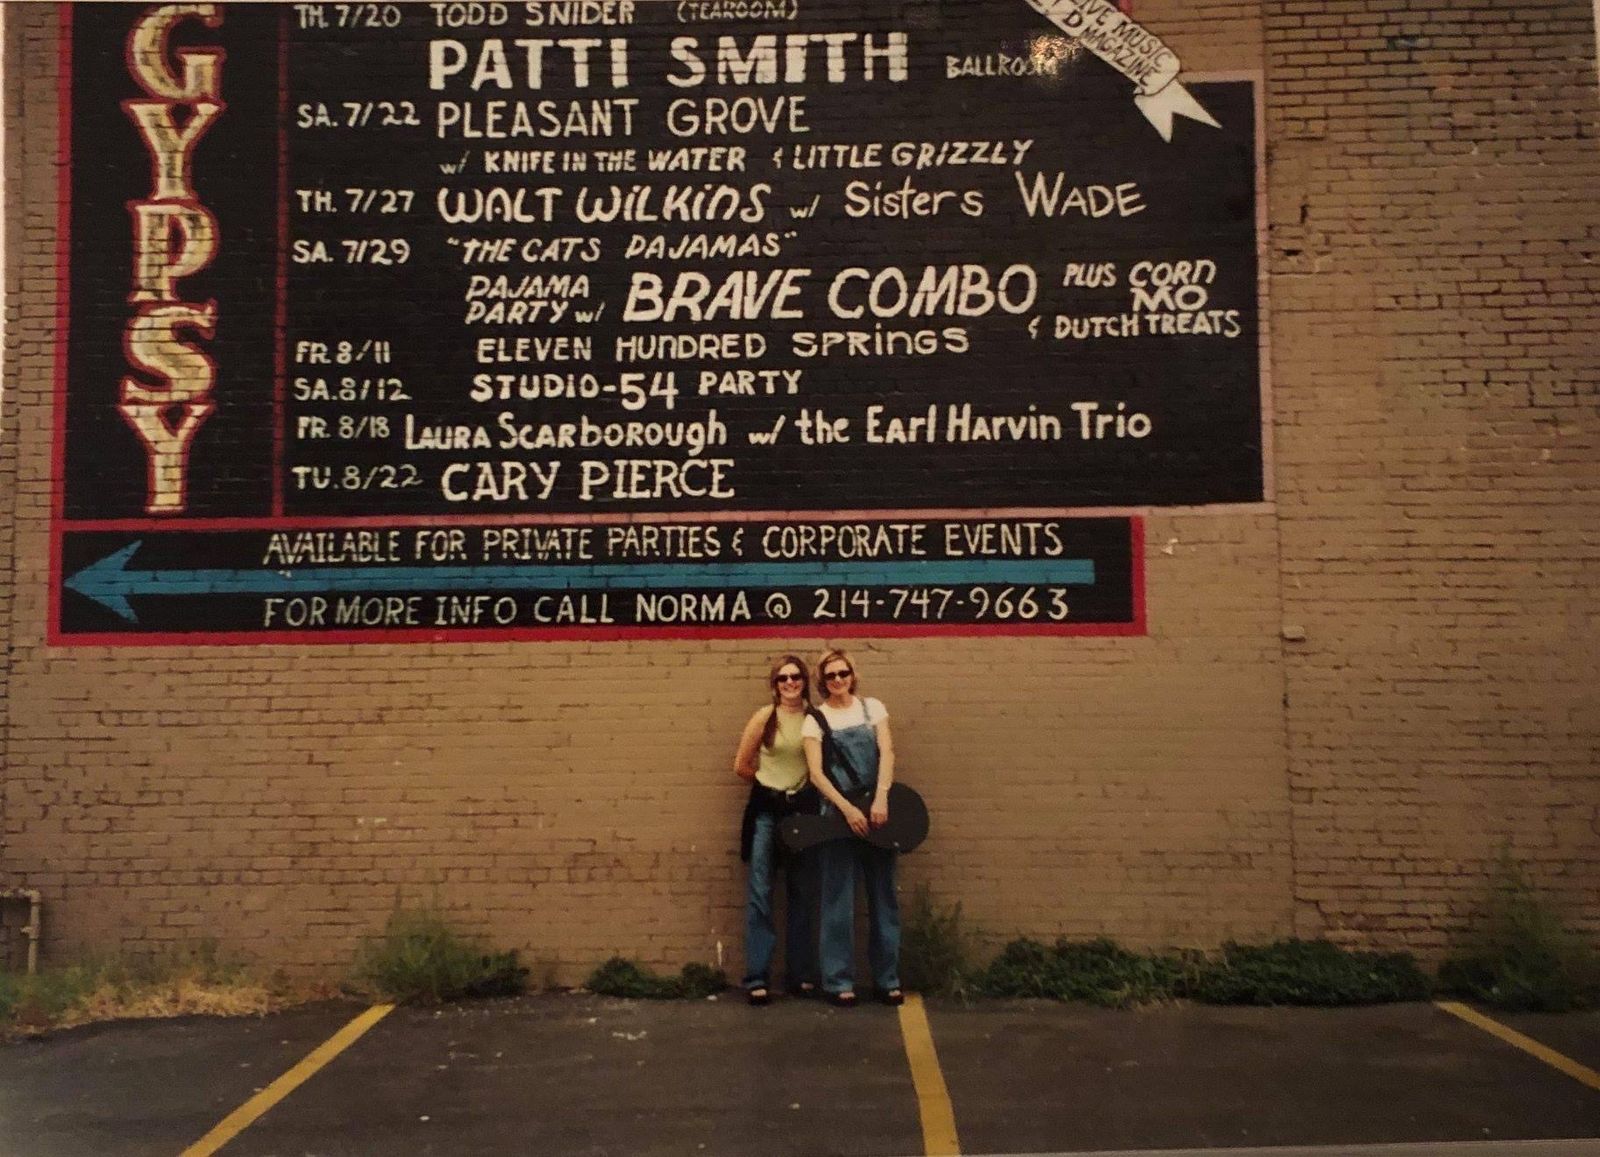 GYPSY
TH. 7/20 TODD SNIDER (TEAROOM)
PATTI SMITH BALLROOM
SA. 7/22 PLEASANT GROVE
w/ KNIFE IN THE WATER & LITTLE GRIZZLY
TH. 7/27 WALT WILKINS w/ Sisters WADE
SA. 7/29 "THE CATS PAJAMAS"
PAJAMA PARTY w/ BRAVE COMBO PLUS CORN MO
& DUTCH TREATS
FR 8/11 ELEVEN HUNDRED SPRINGS
SA. 8/12 STUDIO-54 PARTY
FR. 8/18 LAURA SCARBOROUGH w/ the Earl Harvin Trio
TU. 8/22 CARY PIERCE
LIVE MUSIC
MAGAZINE
AVAILABLE FOR PRIVATE PARTIES & CORPORATE EVENTS
FOR MORE INFO CALL NORMA @ 214-747-9663